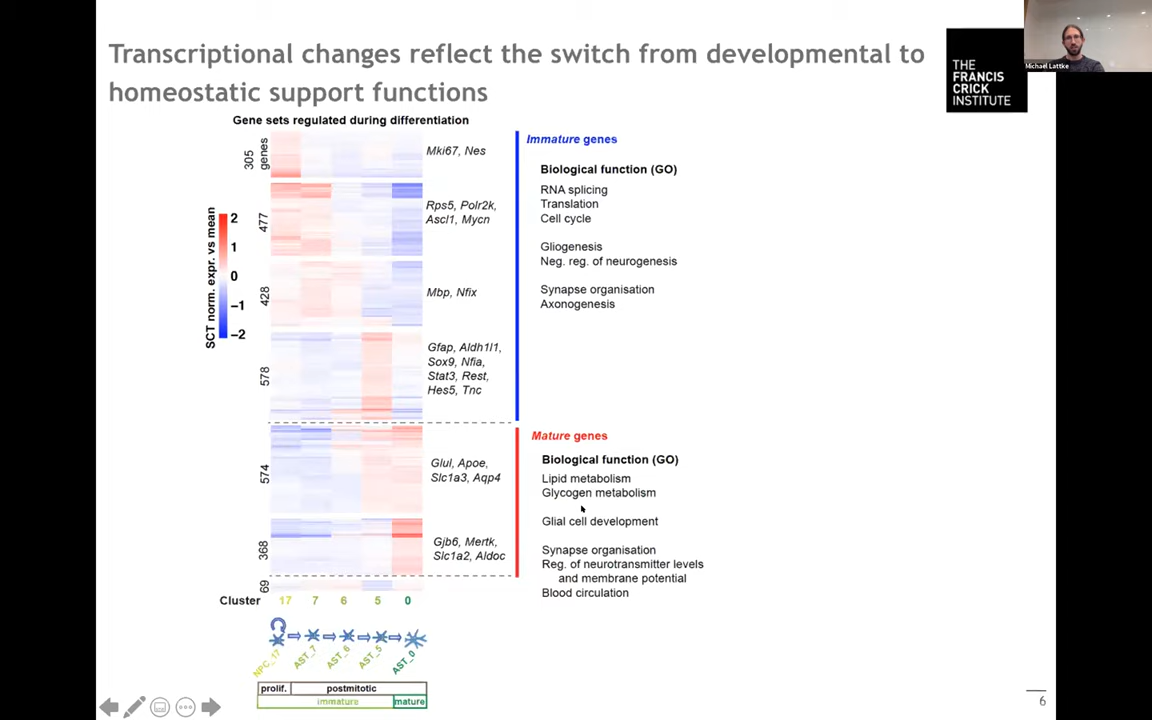 Transcriptional changes reflect the switch from developmental to
homeostatic support functions
THE
FRANCIS
CRICK
INSTITUTE
Michael Lattke
Gene sets regulated during differentiation
305
genes
477
428
578
574
368
69
SCT norm. expr. vs mean
2
1
0
−1
−2
Mki67, Nes
Rps5, Polr2k,
Ascl1, Mycn
Mbp, Nfix
Gfap, Aldh1l1,
Sox9, Nfia,
Stat3, Rest,
Hes5, Tnc
Glul, Apoe,
Slc1a3, Aqp4
Gjb6, Mertk,
Slc1a2, Aldoc
Immature genes
Biological function (GO)
RNA splicing
Translation
Cell cycle
Gliogenesis
Neg. reg. of neurogenesis
Synapse organisation
Axonogenesis
Mature genes
Biological function (GO)
Lipid metabolism
Glycogen metabolism
Glial cell development
Synapse organisation
Reg. of neurotransmitter levels
and membrane potential
Blood circulation
Cluster 17 7 6 5 0
NPC_17 AST_7 AST_6 AST_5 AST_0
prolif. postmitotic
immature mature
6